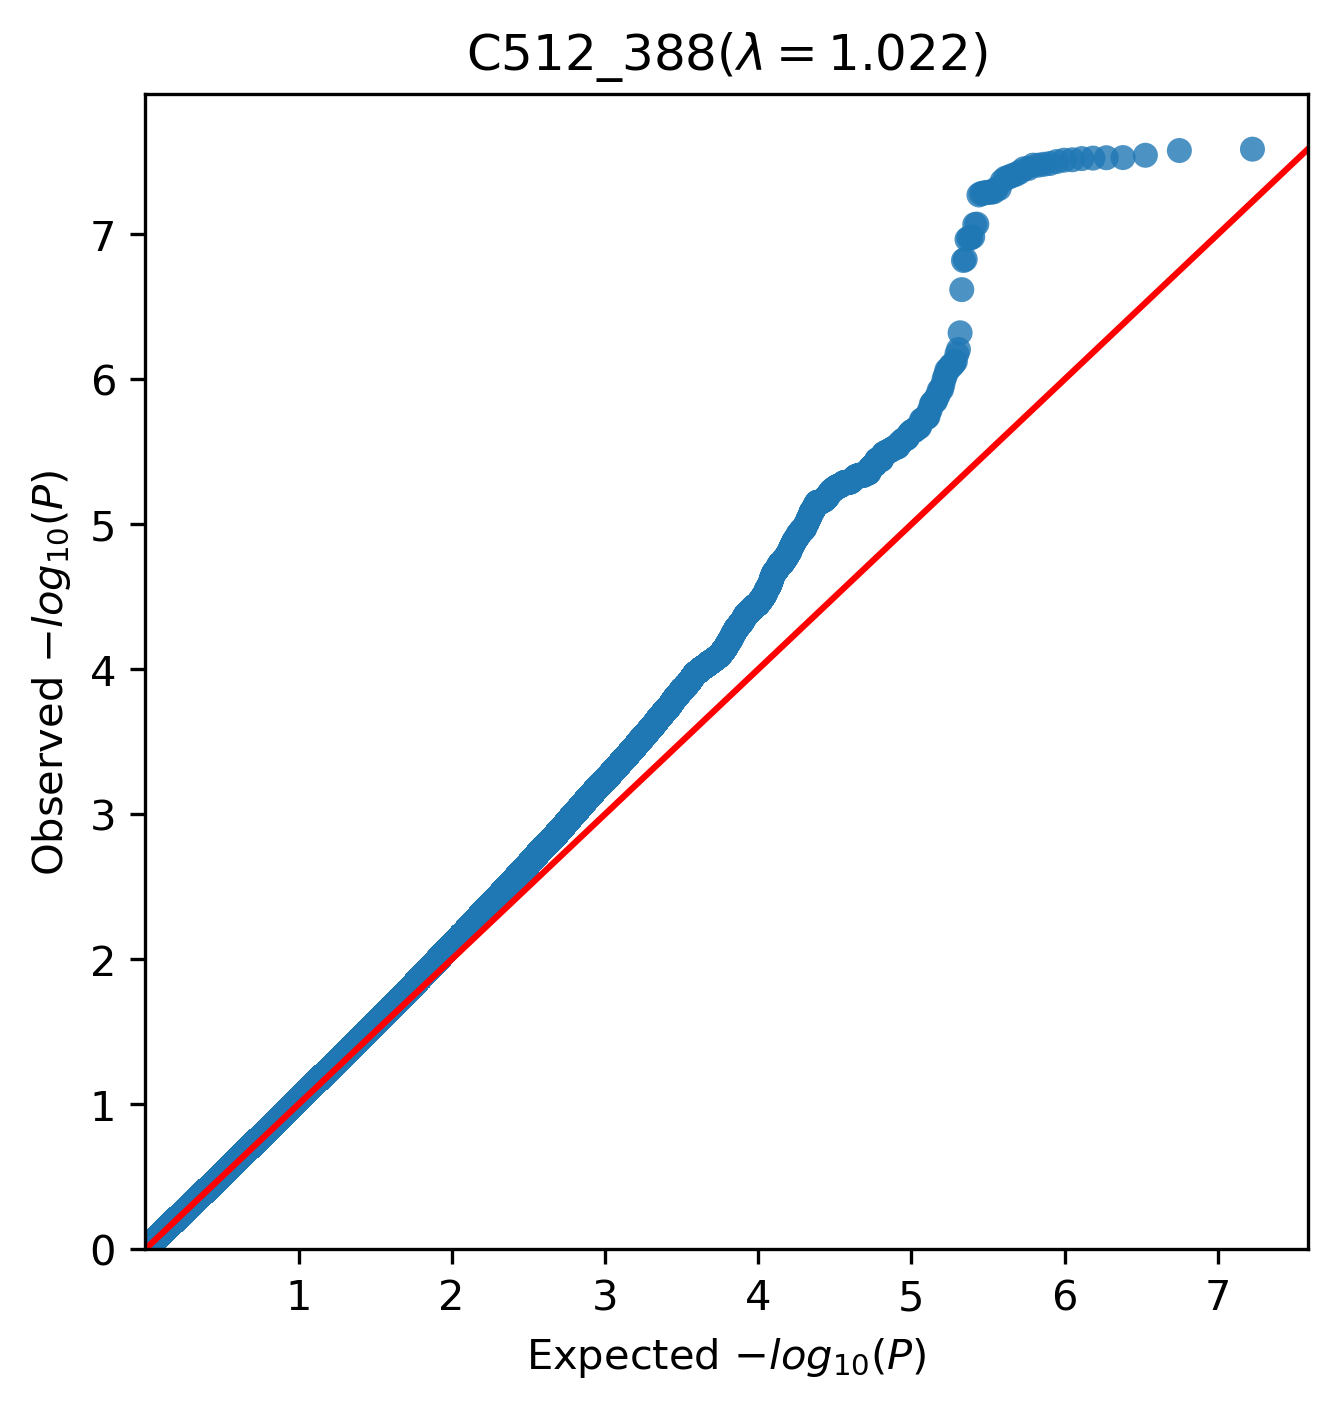 C512_388(λ = 1.022)
Observed −log₁₀(P)
7
6
5
4
3
2
1
0
1 2 3 4 5 6 7
Expected −log₁₀(P)